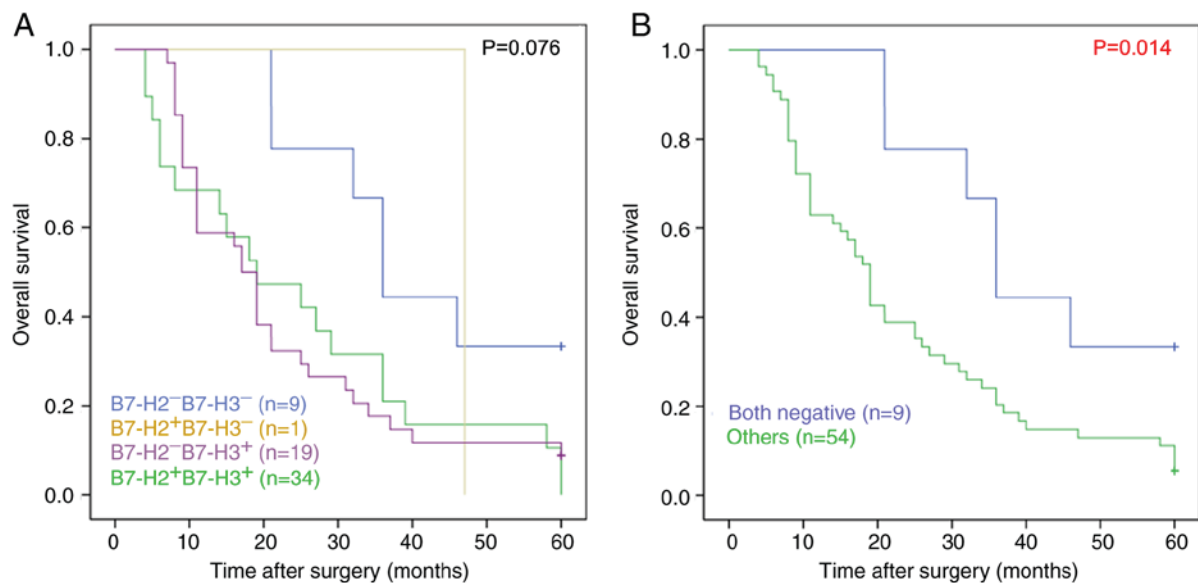 A
P=0.076
1.0
0.8
0.6
0.4
0.2
0.0
Overall survival
B7-H2⁻B7-H3⁻ (n=9)
B7-H2⁺B7-H3⁻ (n=1)
B7-H2⁻B7-H3⁺ (n=19)
B7-H2⁺B7-H3⁺ (n=34)
0 10 20 30 40 50 60
Time after surgery (months)
B
P=0.014
1.0
0.8
0.6
0.4
0.2
0.0
Overall survival
Both negative (n=9)
Others (n=54)
0 10 20 30 40 50 60
Time after surgery (months)